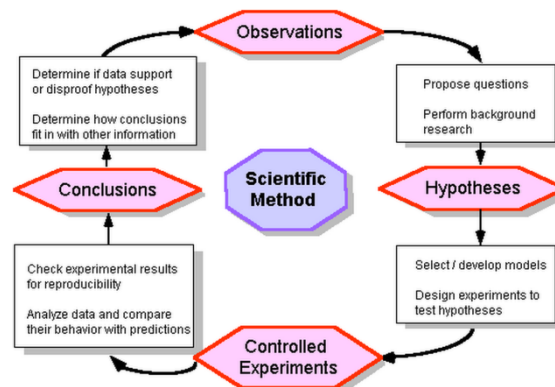 Observations
Propose questions
Perform background
research
Hypotheses
Select / develop models
Design experiments to
test hypotheses
Controlled
Experiments
Check experimental results
for reproducibility
Analyze data and compare
their behavior with predictions
Conclusions
Determine if data support
or disproof hypotheses
Determine how conclusions
fit in with other information
Scientific
Method